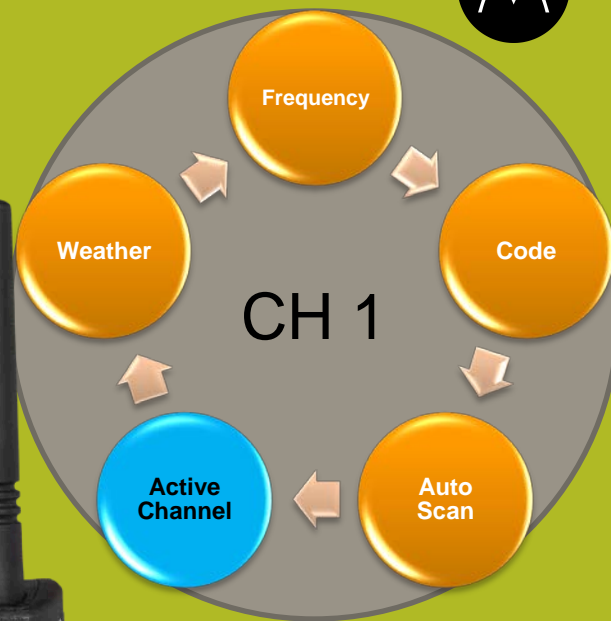 Frequency
Weather
Code
CH 1
Active
Channel
Auto
Scan